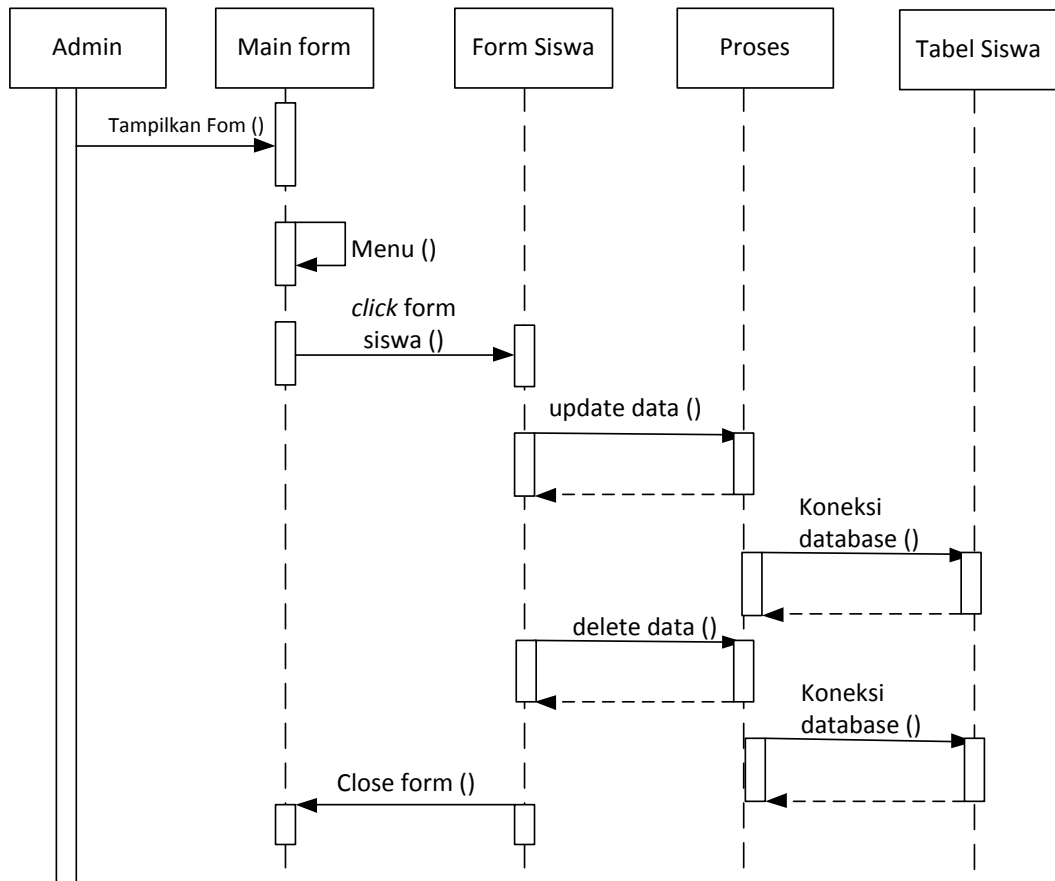 Admin
Main form
Form Siswa
Proses
Tabel Siswa
Tampilkan Fom ()
Menu ()
click form
siswa ()
update data ()
Koneksi
database ()
delete data ()
Koneksi
database ()
Close form ()